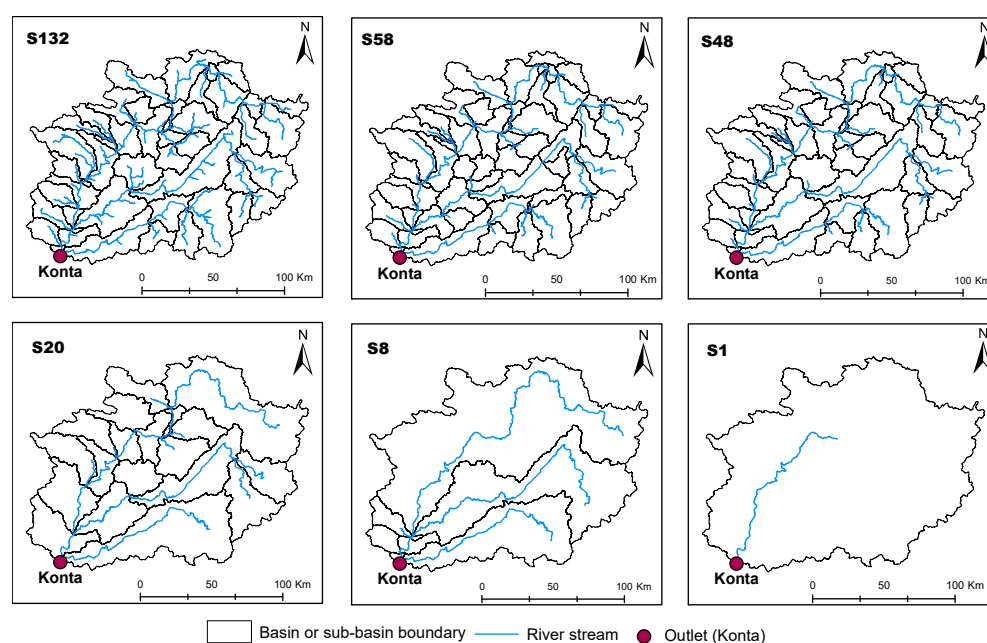 S132
N
Konta
0 50 100 Km
S58
N
Konta
0 50 100 Km
S48
N
Konta
0 50 100 Km
S20
N
Konta
0 50 100 Km
S8
N
Konta
0 50 100 Km
S1
N
Konta
0 50 100 Km
Basin or sub-basin boundary River stream Outlet (Konta)